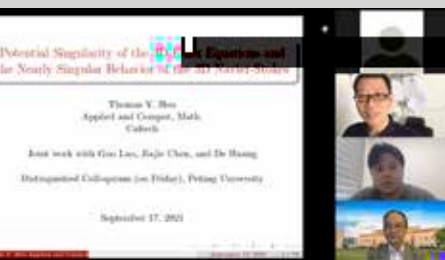 Potential Singularity of the 3D Euler Equations and
the Nearly Singular Behavior of the 3D Navier-Stokes
Thomas Y. Hou
Applied and Comput. Math
Caltech
Joint work with Guo Luo, Jiajie Chen, and De Huang
Distinguished Colloquium (on Friday), Peking University
September 17, 2021